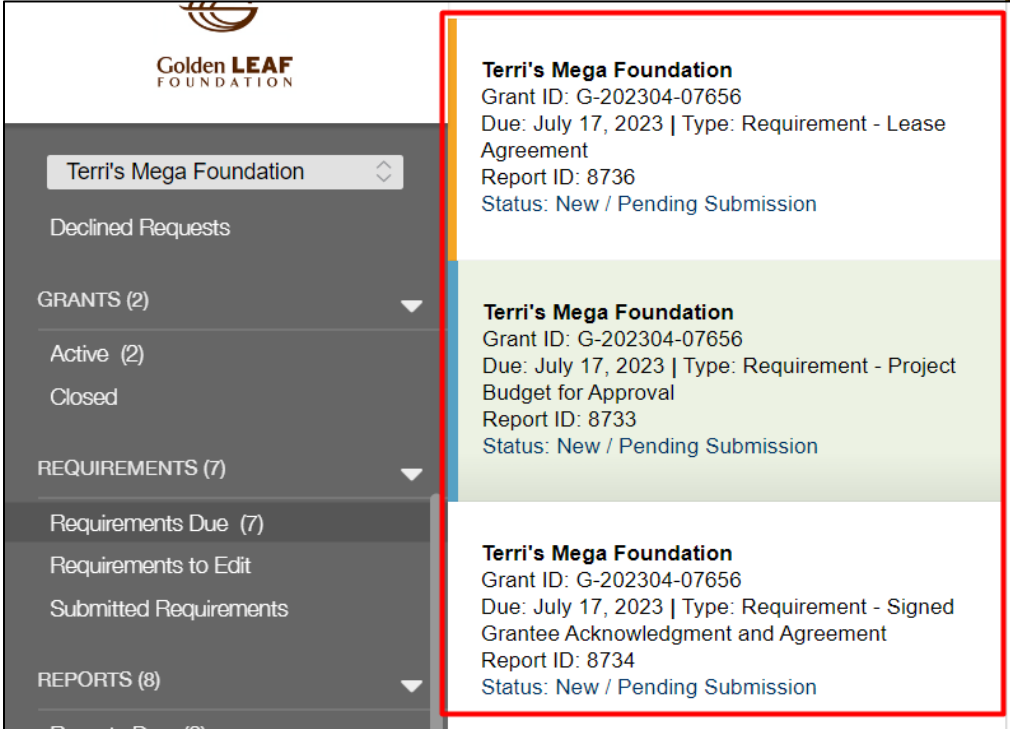 Golden LEAF
FOUNDATION
Terri's Mega Foundation
Declined Requests
GRANTS (2)
Active (2)
Closed
REQUIREMENTS (7)
Requirements Due (7)
Requirements to Edit
Submitted Requirements
REPORTS (8)
Terri's Mega Foundation
Grant ID: G-202304-07656
Due: July 17, 2023 | Type: Requirement - Lease
Agreement
Report ID: 8736
Status: New / Pending Submission
Terri's Mega Foundation
Grant ID: G-202304-07656
Due: July 17, 2023 | Type: Requirement - Project
Budget for Approval
Report ID: 8733
Status: New / Pending Submission
Terri's Mega Foundation
Grant ID: G-202304-07656
Due: July 17, 2023 | Type: Requirement - Signed
Grantee Acknowledgment and Agreement
Report ID: 8734
Status: New / Pending Submission